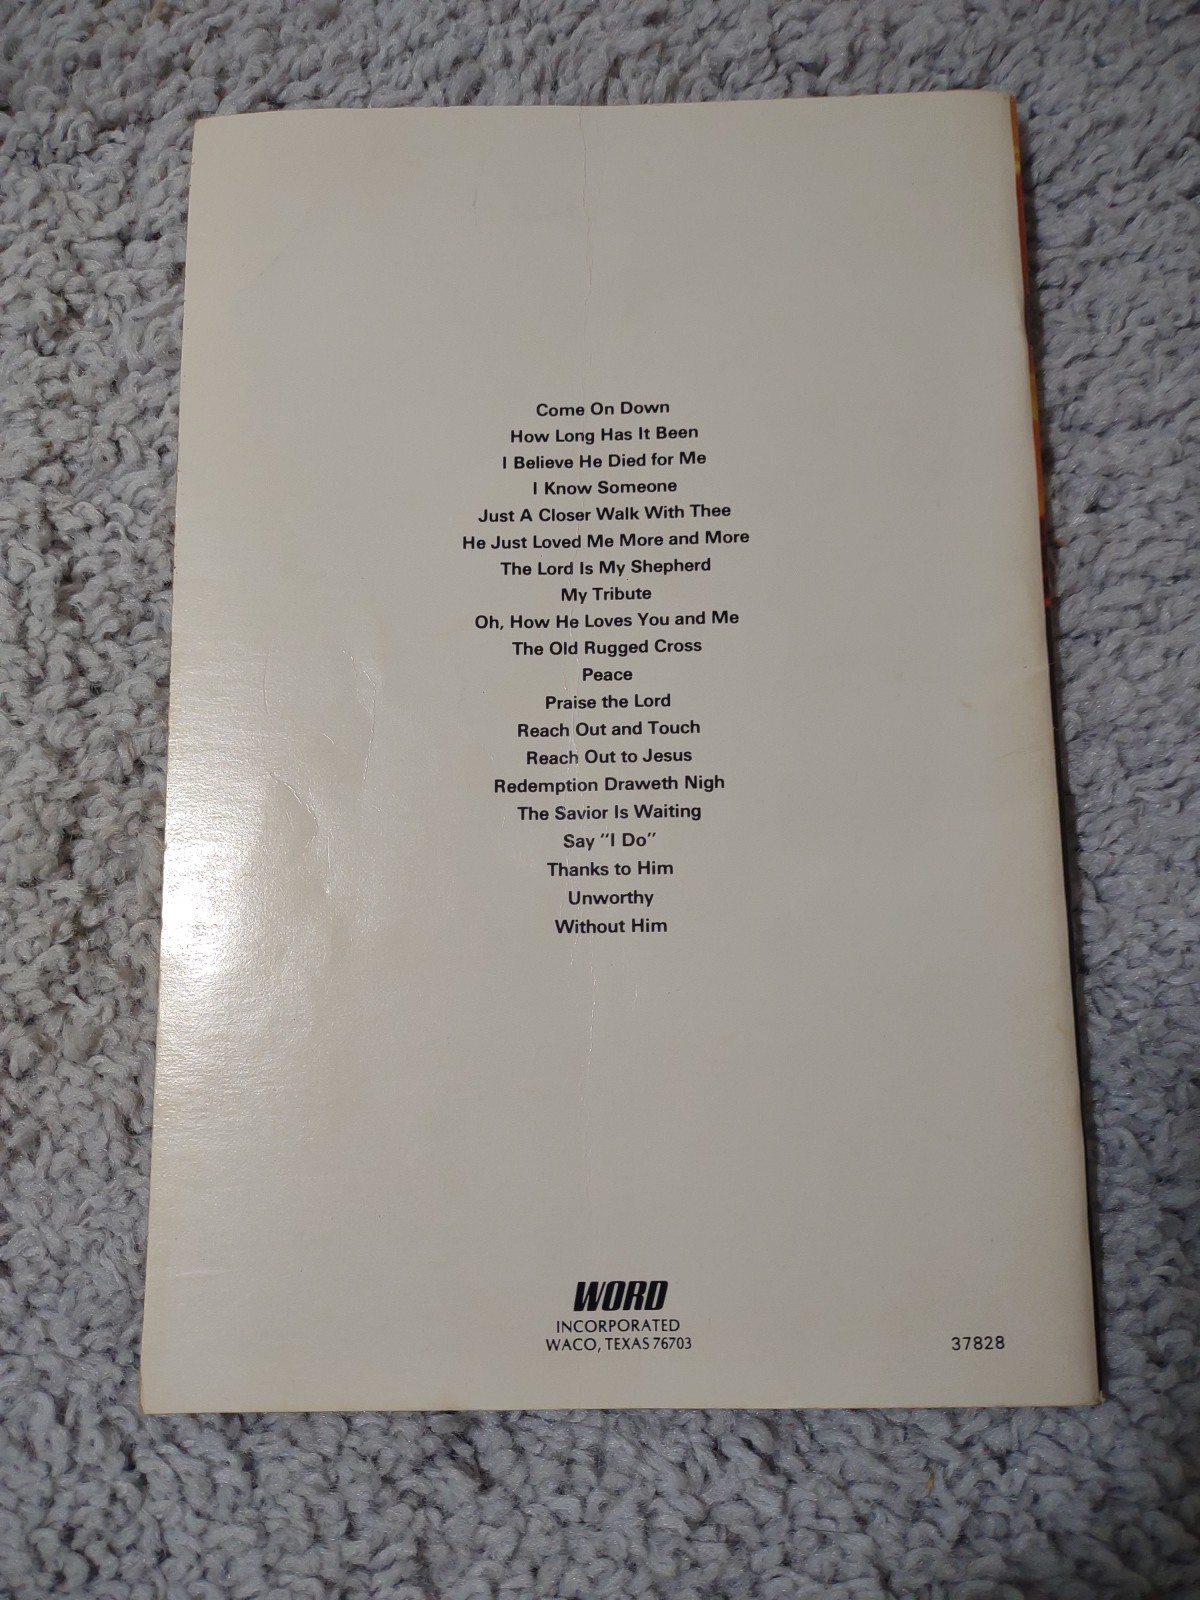 Come On Down
How Long Has It Been
I Believe He Died for Me
I Know Someone
Just A Closer Walk With Thee
He Just Loved Me More and More
The Lord Is My Shepherd
My Tribute
Oh, How He Loves You and Me
The Old Rugged Cross
Peace
Praise the Lord
Reach Out and Touch
Reach Out to Jesus
Redemption Draweth Nigh
The Savior Is Waiting
Say “I Do”
Thanks to Him
Unworthy
Without Him
WORD
INCORPORATED
WACO, TEXAS 76703
37828